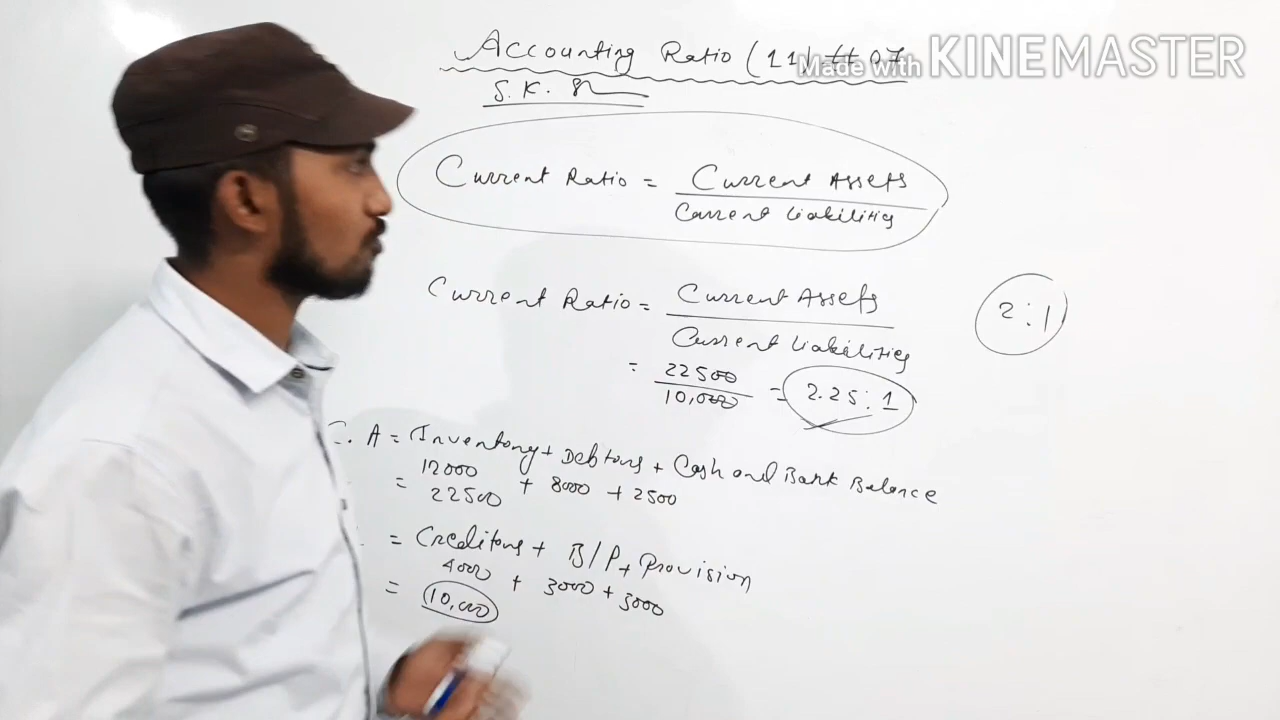 Accounting Ratio (11) # 07
Made with KINEMASTER
S.K.
Current Ratio = Current Assets
Current Liabilities
Current Ratio = Current Assets
Current Liabilities
2:1
= 22500
10,000
= 2.25:1
C. A = Inventory + Debtors + Cash and Bank Balance
= 12000 + 8000 + 2500
22500
= Creditors + B/P + Provision
4000 + 3000 + 3000
= 10,000